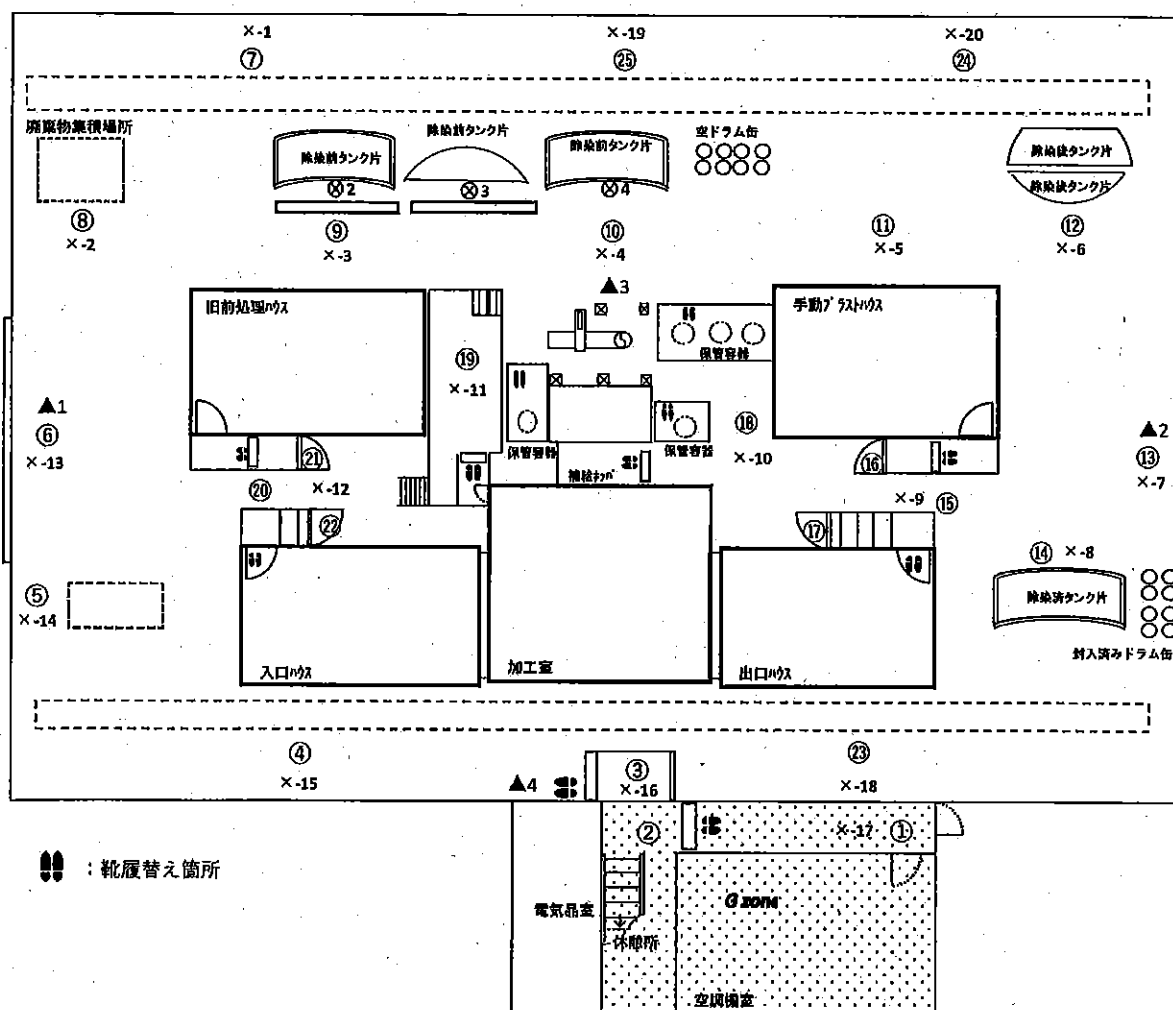 ×-1
×-19
×-20
⑦
㉕
㉔
廃棄物集積場所
除染前タンク片
除染前タンク片
除染前タンク片
空ドラム缶
除染後タンク片
除染後タンク片
⊗2
⊗3
⊗4
⑧
×-2
⑨
×-3
⑩
×-4
⑪
×-5
⑫
×-6
▲3
旧前処理ハウス
手動ブラストハウス
保管容器
⑲
×-11
▲1
⑥
×-13
⑱
×-10
▲2
⑬
×-7
保管容器
保管容器
㉑
⑯
⑳
×-12
×-9
⑮
㉒
⑰
⑤
×-14
⑭
×-8
除染済タンク片
封入済みドラム缶
入口ハウス
加工室
出口ハウス
④
×-15
③
×-16
㉓
×-18
▲4
②
×-17
①
：靴履替え箇所
電気品室
G zone
休憩所
空調機室